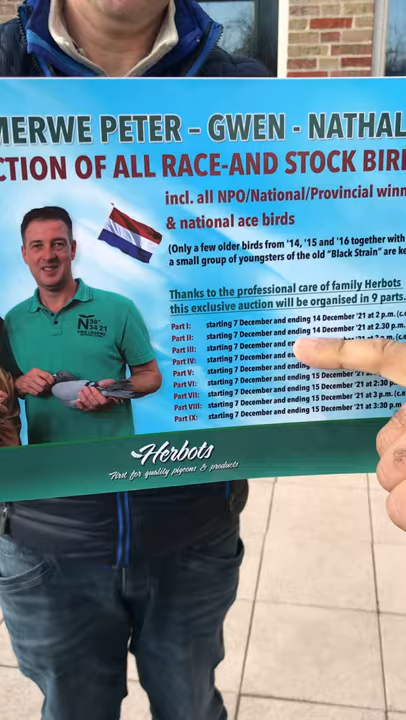 MERWE PETER – GWEN - NATHAL
CTION OF ALL RACE-AND STOCK BIR
incl. all NPO/National/Provincial winn
& national ace birds
(Only a few older birds from '14, '15 and '16 together with
a small group of youngsters of the old "Black Strain" are ke
Thanks to the professional care of family Herbots
this exclusive auction will be organised in 9 parts.
Part I: starting 7 December and ending 14 December '21 at 2 p.m. (c.e
Part II: starting 7 December and ending 14 December '21 at 2.30 p.m.
Part III: starting 7 December and en
Part IV: starting 7 December and ending
Part V: starting 7 December and ending
Part VI: starting 7 December and ending 15 December '21
Part VII: starting 7 December and ending 15 December '21 at 2:30 p
Part VIII: starting 7 December and ending 15 December '21 at 3 p.m. (c.e
Part IX: starting 7 December and ending 15 December '21 at 3:30 p.m
N 38°
34 21
Herbots
First for quality pigeons & products